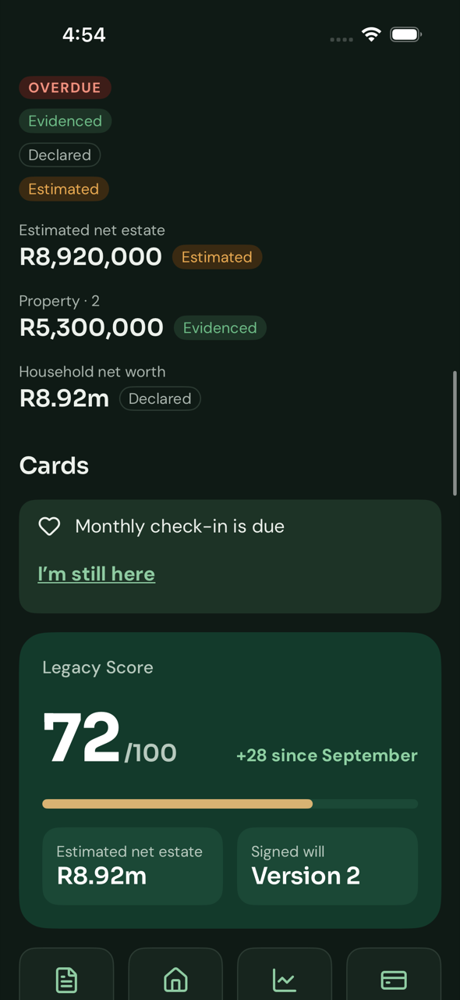 4:54
OVERDUE
Evidenced
Declared
Estimated
Estimated net estate
R8,920,000 Estimated
Property · 2
R5,300,000 Evidenced
Household net worth
R8.92m Declared
Cards
Monthly check-in is due
I’m still here
Legacy Score
72/100 +28 since September
Estimated net estate Signed will
R8.92m Version 2